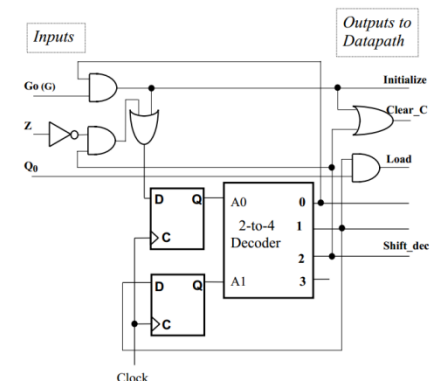 Inputs
Outputs to
Datapath
Go (G)
Initialize
Clear_C
Z
Load
Q0
D Q A0 0
2-to-4
Decoder
1
C
Shift_dec
2
D Q A1 3
C
Clock